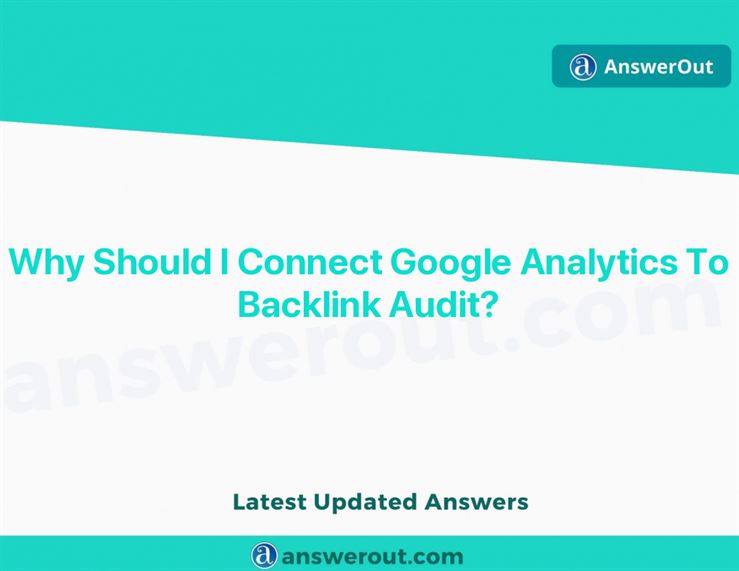 AnswerOut
Why Should I Connect Google Analytics To
Backlink Audit?
answerout.com
Latest Updated Answers
answerout.com